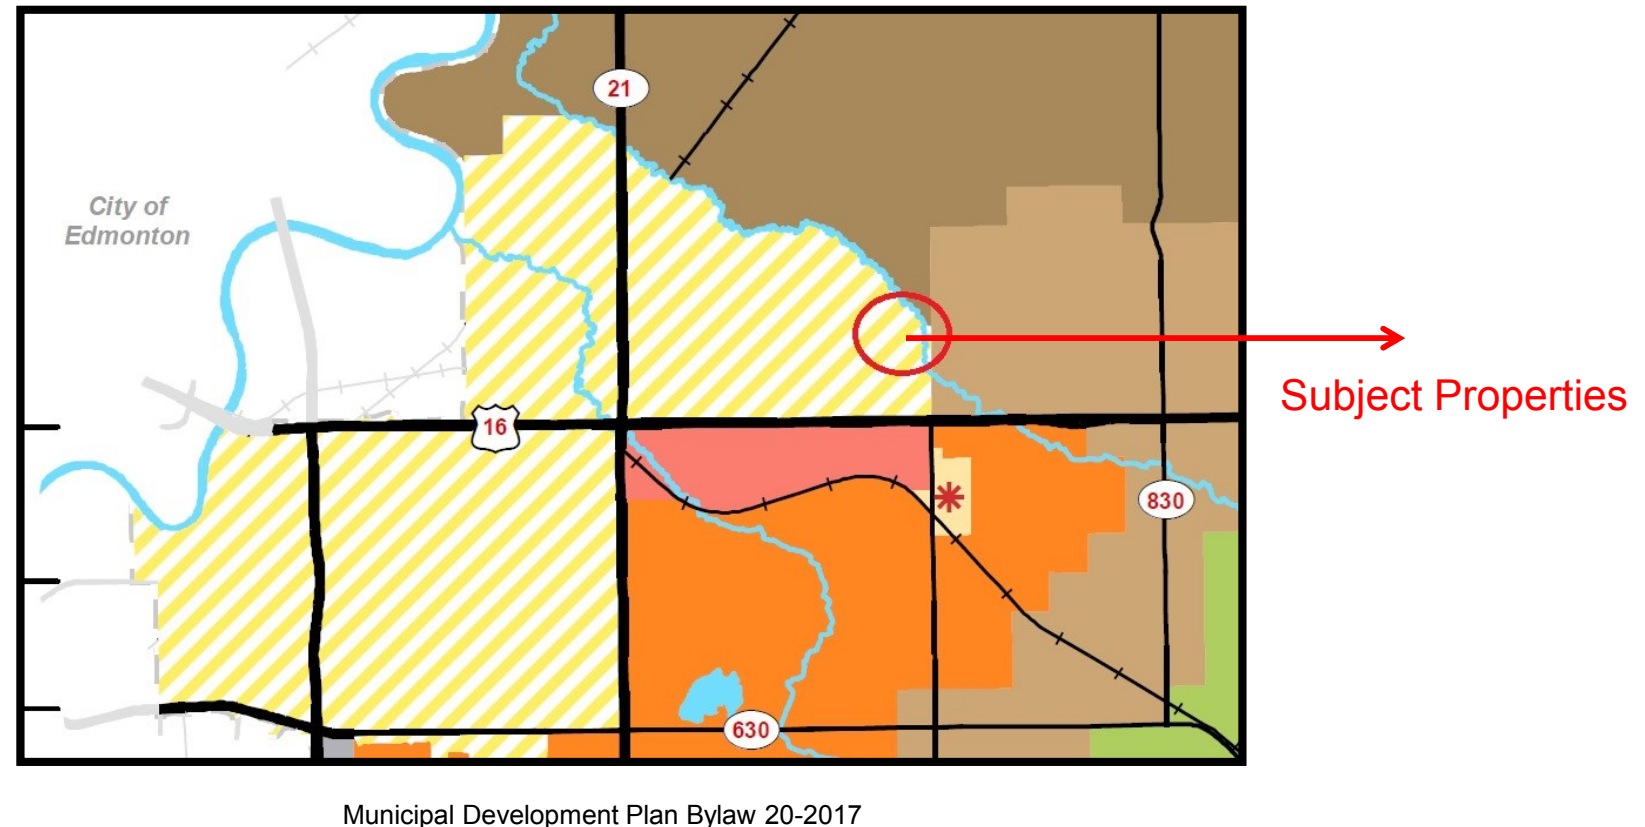 21
City of
Edmonton
Subject Properties
16
830
630
Municipal Development Plan Bylaw 20-2017